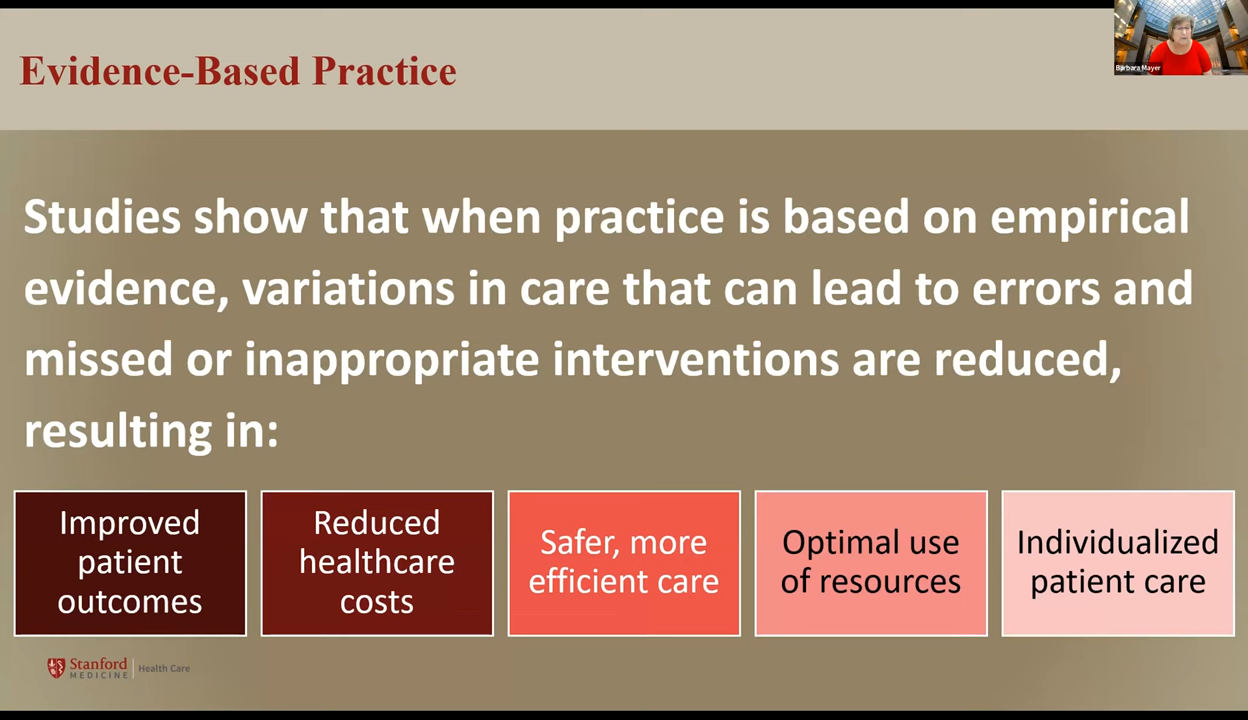 Evidence-Based Practice
Barbara Mayer
Studies show that when practice is based on empirical
evidence, variations in care that can lead to errors and
missed or inappropriate interventions are reduced,
resulting in:
Improved
patient
outcomes
Reduced
healthcare
costs
Safer, more
efficient care
Optimal use
of resources
Individualized
patient care
Stanford
MEDICINE
Health Care